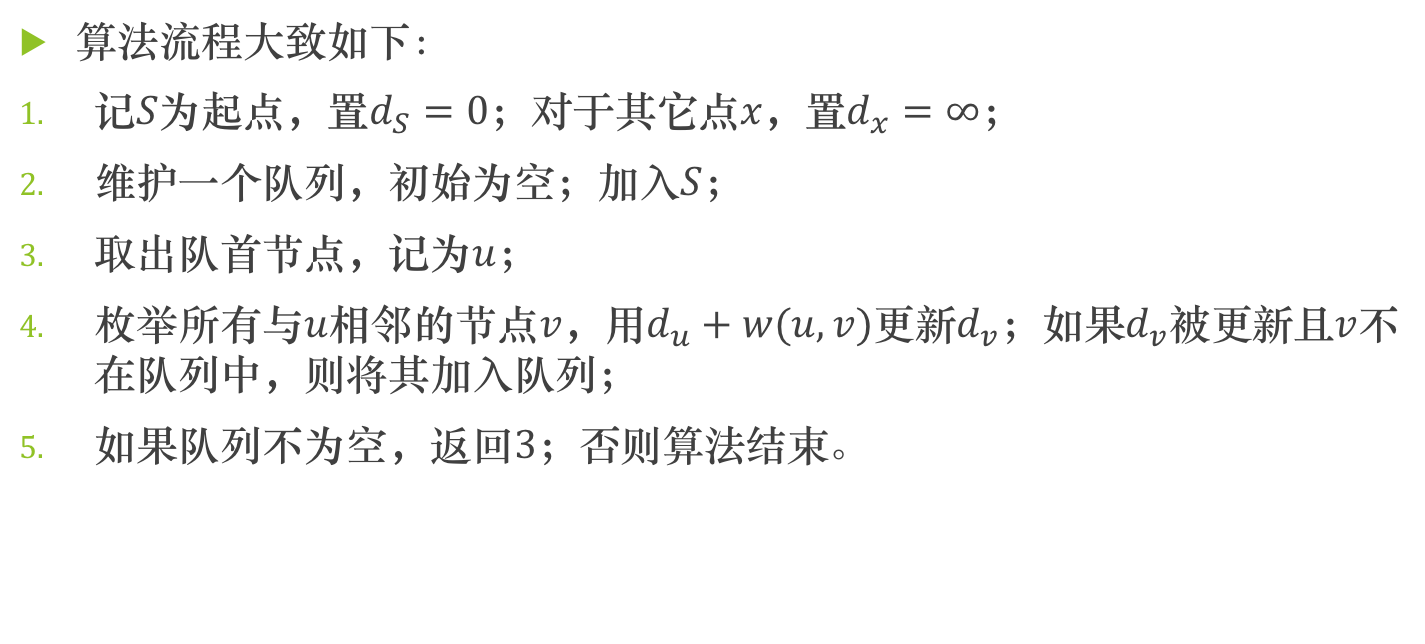 算法流程大致如下：
1. 记S为起点，置d_S = 0；对于其它点x，置d_x = ∞；
2. 维护一个队列，初始为空；加入S；
3. 取出队首节点，记为u；
4. 枚举所有与u相邻的节点v，用d_u + w(u, v)更新d_v；如果d_v被更新且v不
在队列中，则将其加入队列；
5. 如果队列不为空，返回3；否则算法结束。